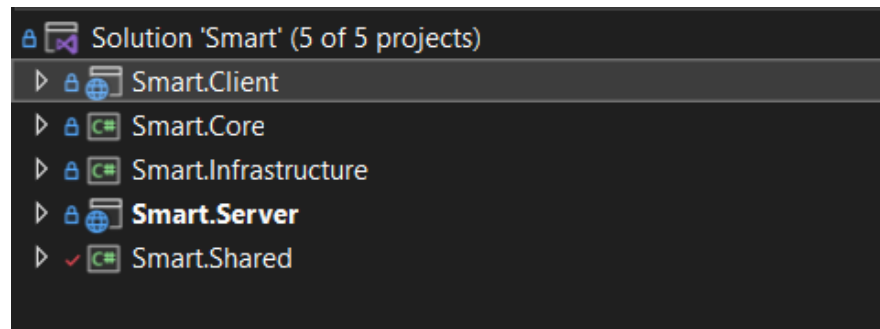 Solution 'Smart' (5 of 5 projects)
Smart.Client
C# Smart.Core
C# Smart.Infrastructure
Smart.Server
C# Smart.Shared